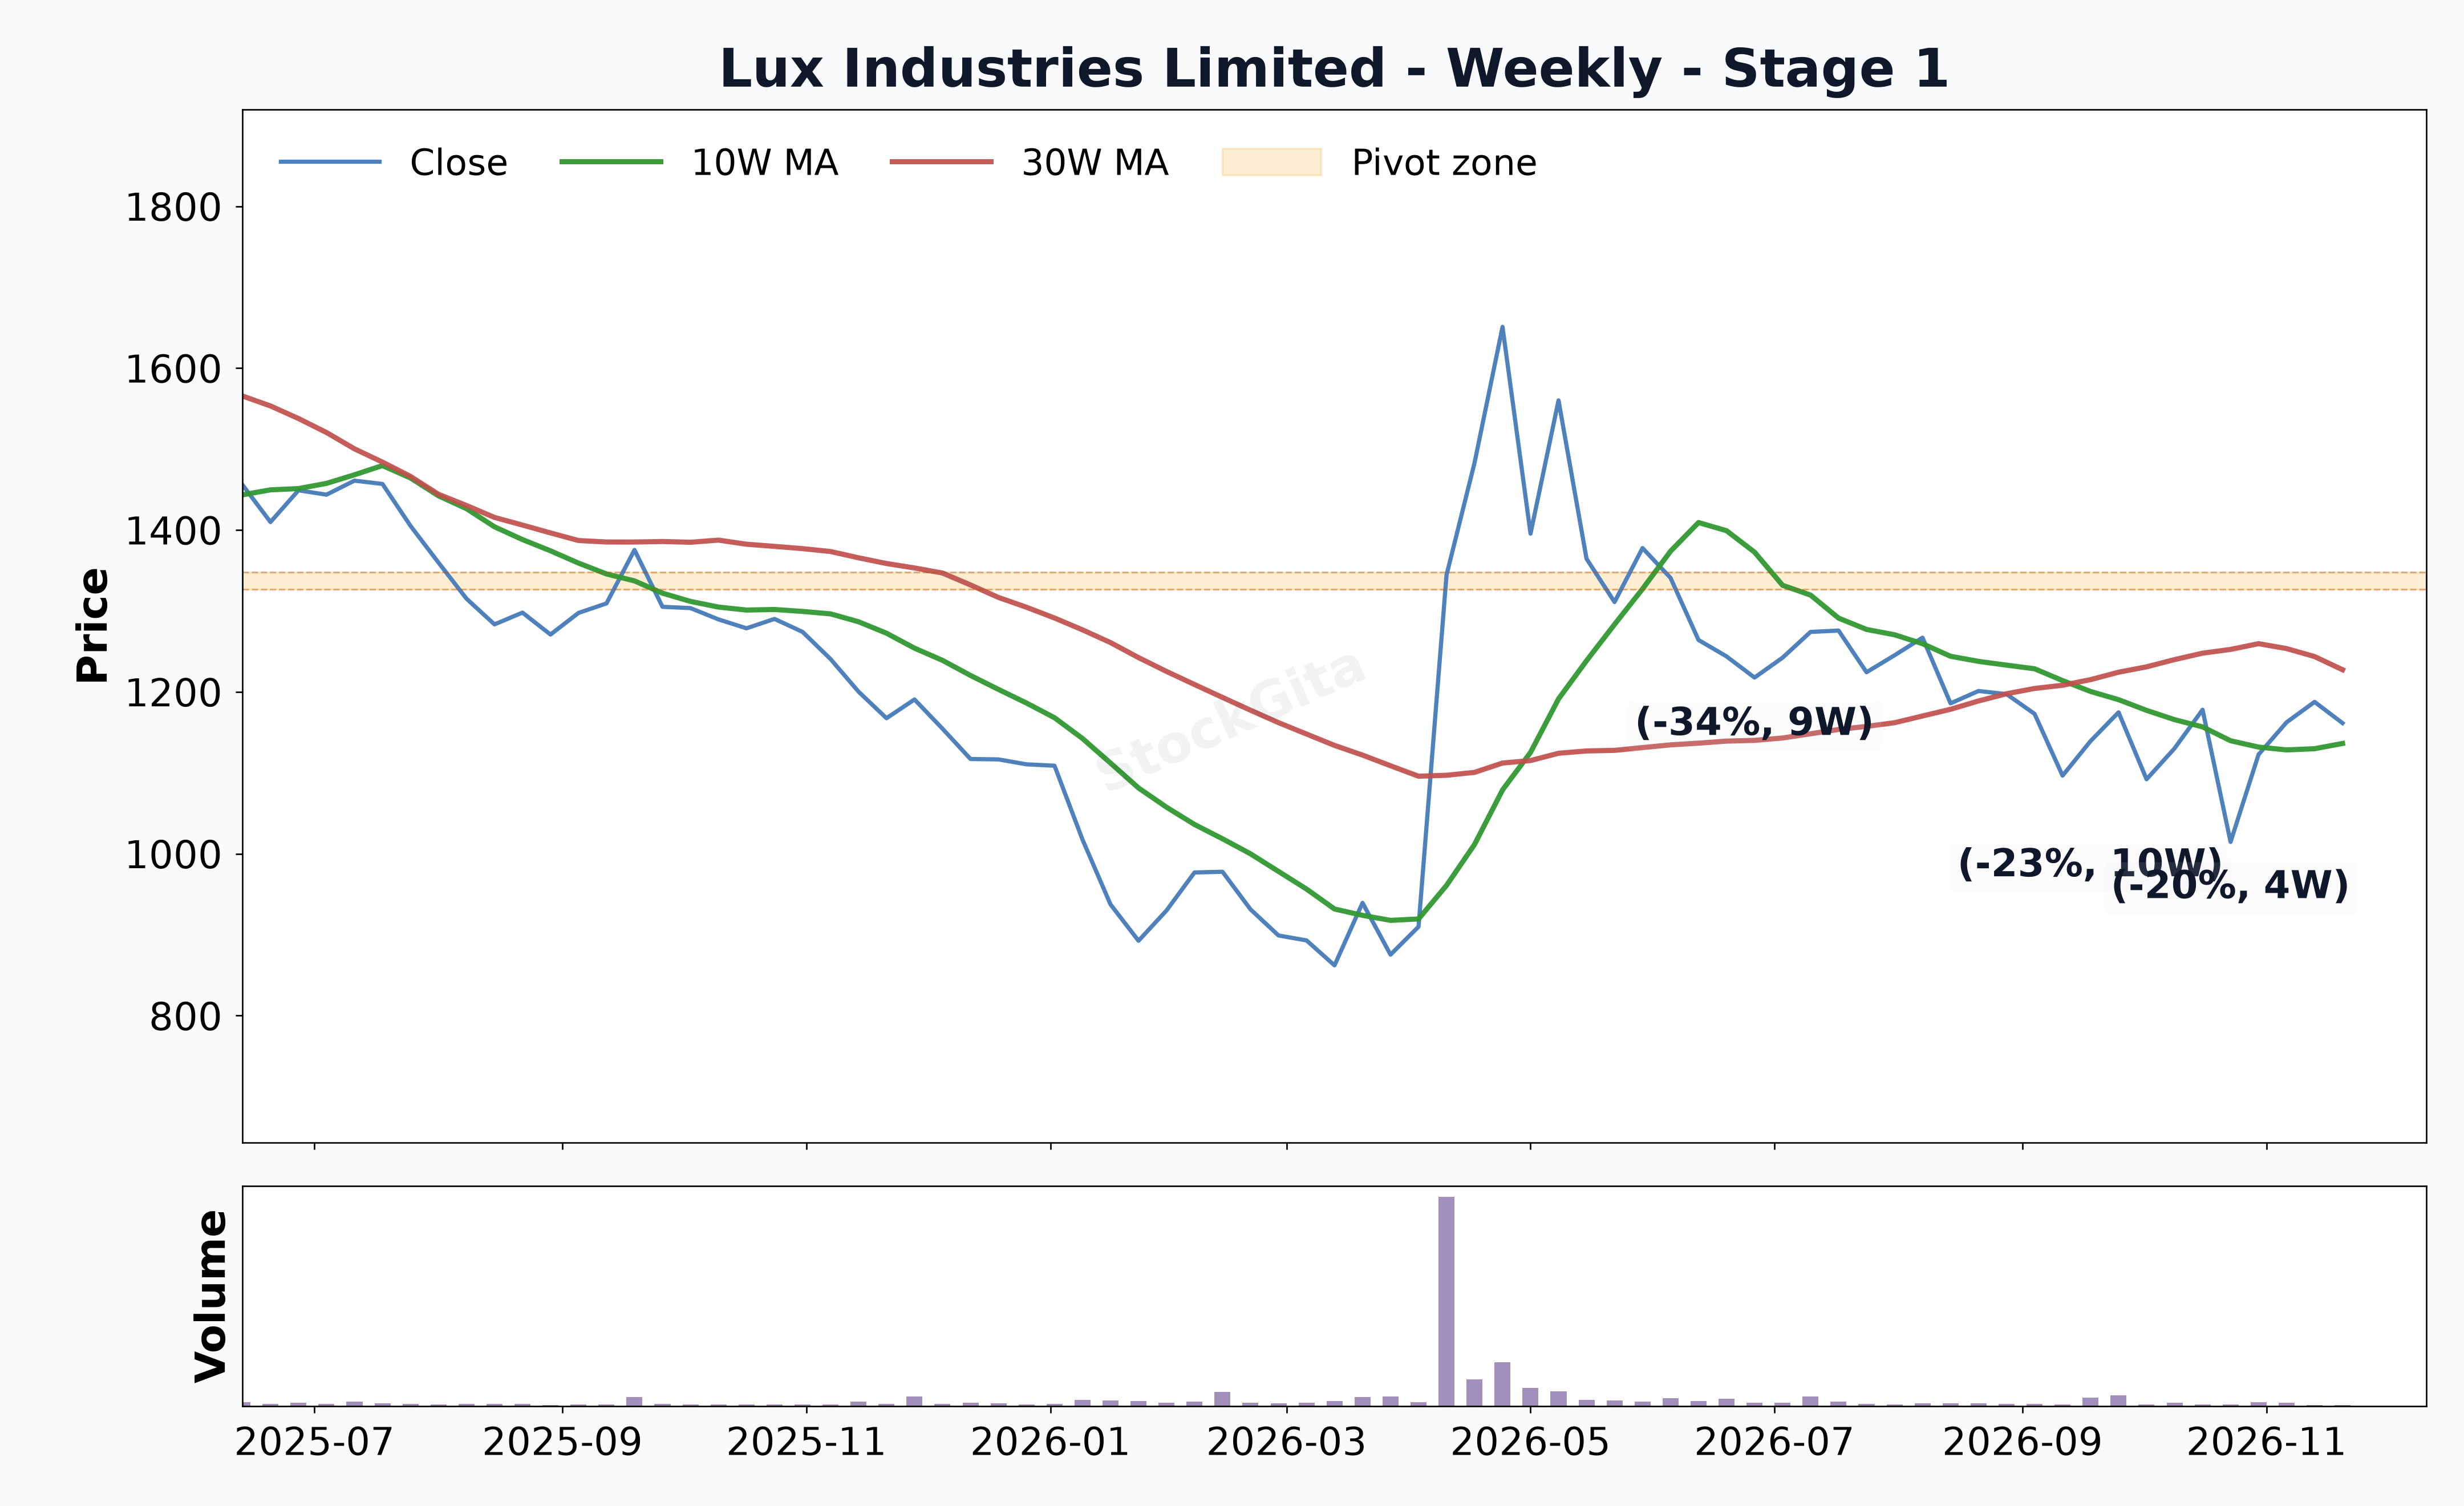 Lux Industries Limited - Weekly - Stage 1
Close
10W MA
30W MA
Pivot zone
1800
1600
1400
1200
1000
800
Price
StockGita
(-34%, 9W)
(-23%, 10W)
(-20%, 4W)
Volume
2025-07
2025-09
2025-11
2026-01
2026-03
2026-05
2026-07
2026-09
2026-11